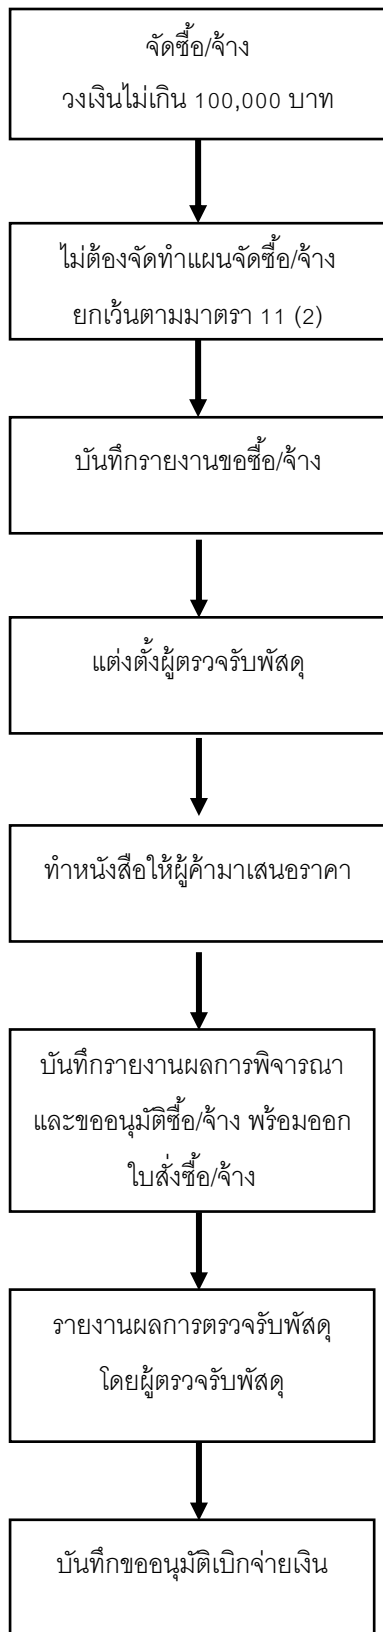 จัดซื้อ/จ้าง
วงเงินไม่เกิน 100,000 บาท
ไม่ต้องจัดทำแผนจัดซื้อ/จ้าง
ยกเว้นตามมาตรา 11 (2)
บันทึกรายงานขอซื้อ/จ้าง
แต่งตั้งผู้ตรวจรับพัสดุ
ทำหนังสือให้ผู้ค้ามาเสนอราคา
บันทึกรายงานผลการพิจารณา
และขออนุมัติซื้อ/จ้าง พร้อมออก
ใบสั่งซื้อ/จ้าง
รายงานผลการตรวจรับพัสดุ
โดยผู้ตรวจรับพัสดุ
บันทึกขออนุมัติเบิกจ่ายเงิน